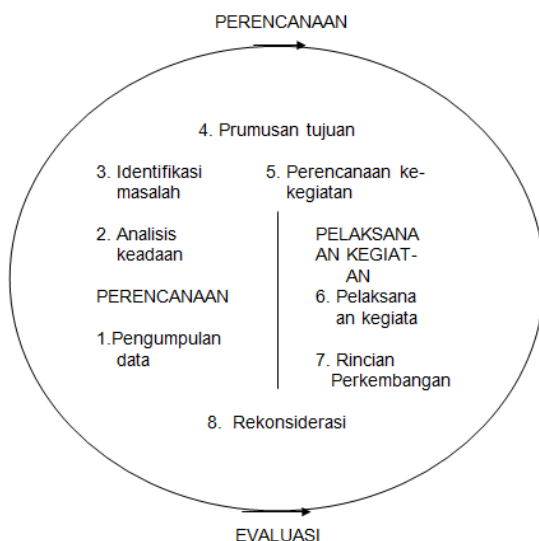 PERENCANAAN
4. Prumusan tujuan
3. Identifikasi
masalah
5. Perencanaan ke-
kegiatan
2. Analisis
keadaan
PELAKSANA
AN KEGIAT-
AN
PERENCANAAN
6. Pelaksana
an kegiata
1.Pengumpulan
data
7. Rincian
Perkembangan
8. Rekonsiderasi
EVALUASI